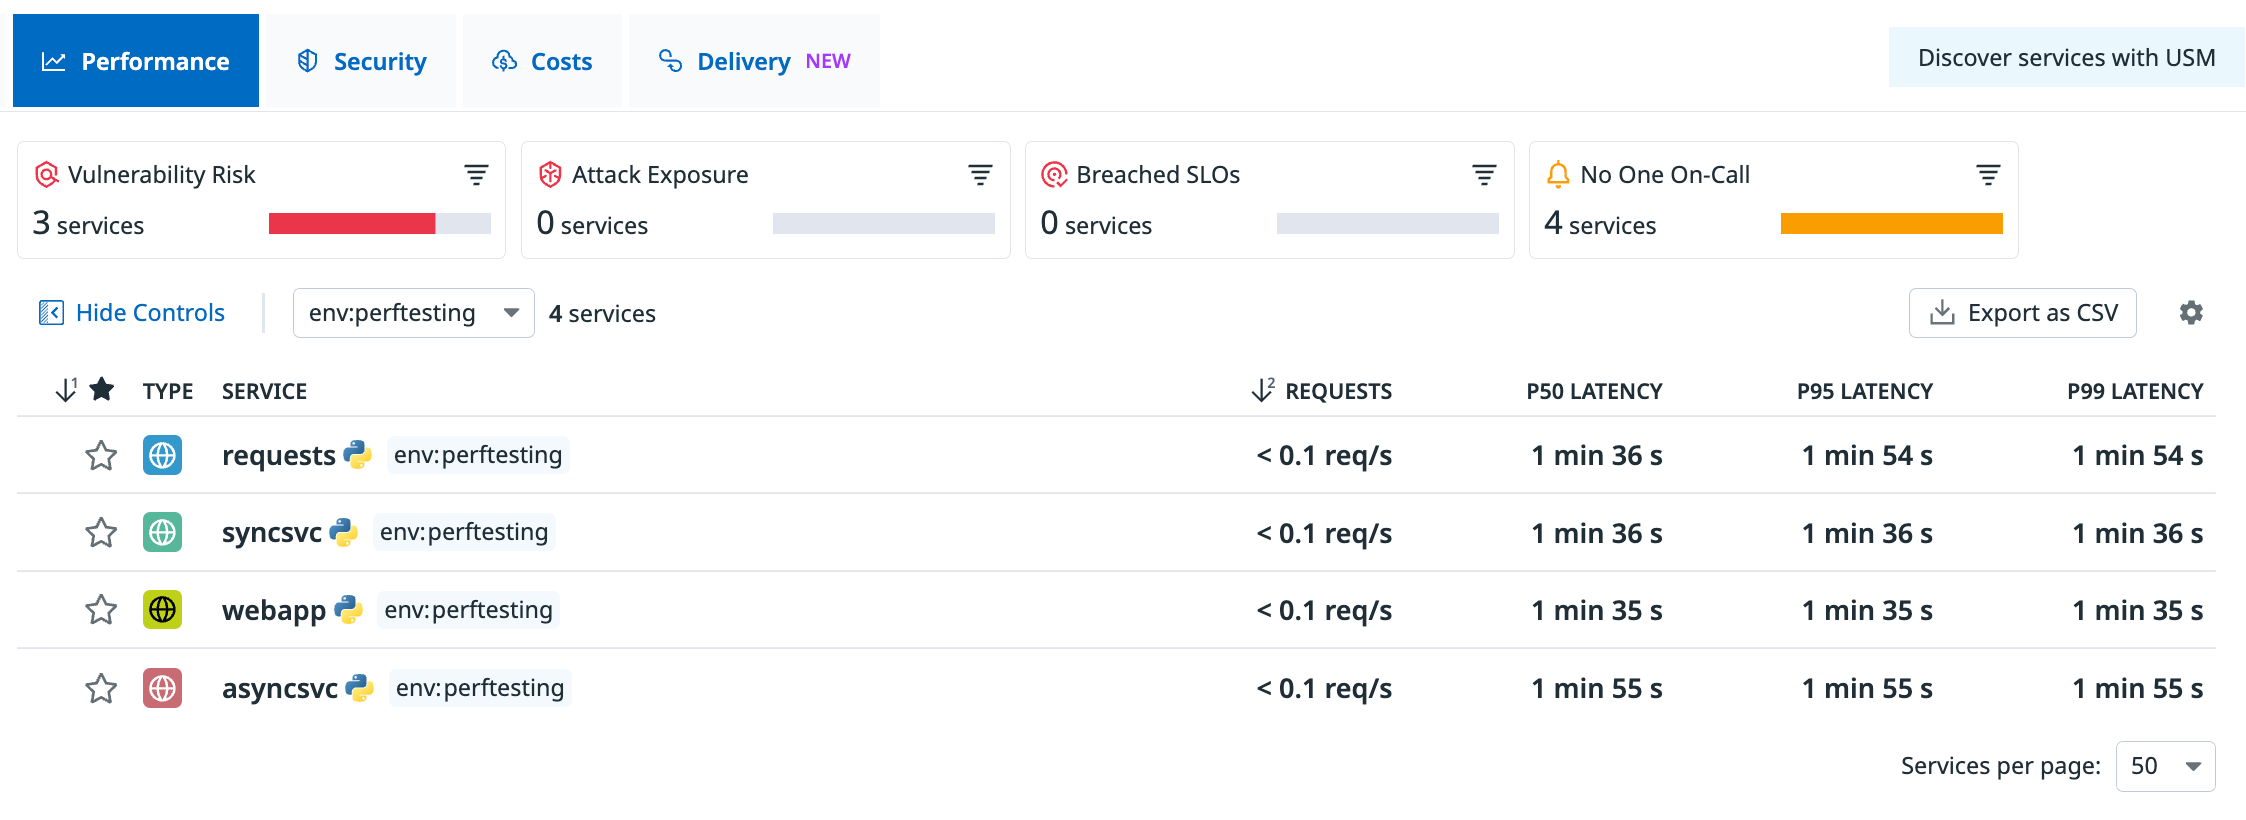 Performance Security Costs Delivery NEW Discover services with USM
Vulnerability Risk Attack Exposure Breached SLOs No One On-Call
3 services 0 services 0 services 4 services
Hide Controls env:perftesting 4 services Export as CSV
1 TYPE SERVICE 2 REQUESTS P50 LATENCY P95 LATENCY P99 LATENCY
requests env:perftesting < 0.1 req/s 1 min 36 s 1 min 54 s 1 min 54 s
syncsvc env:perftesting < 0.1 req/s 1 min 36 s 1 min 36 s 1 min 36 s
webapp env:perftesting < 0.1 req/s 1 min 35 s 1 min 35 s 1 min 35 s
asyncsvc env:perftesting < 0.1 req/s 1 min 55 s 1 min 55 s 1 min 55 s
Services per page: 50